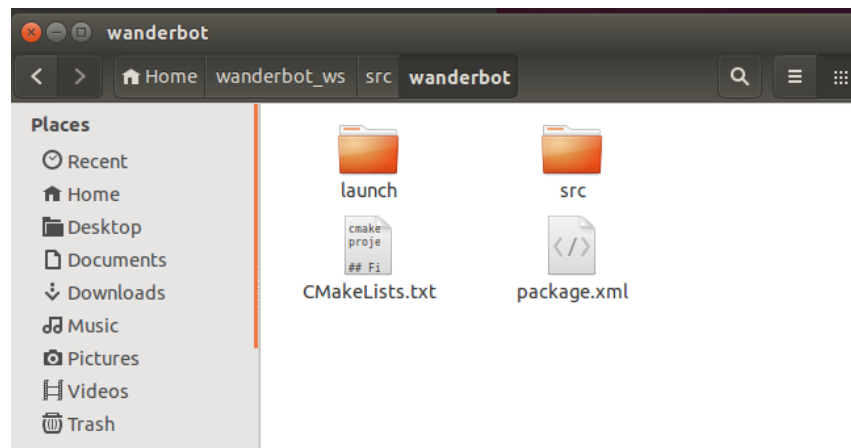 wanderbot
Home wanderbot_ws src wanderbot
Places
Recent
Home
Desktop
Documents
Downloads
Music
Pictures
Videos
Trash
launch src
cmake
proje
## Fi
CMakeLists.txt package.xml